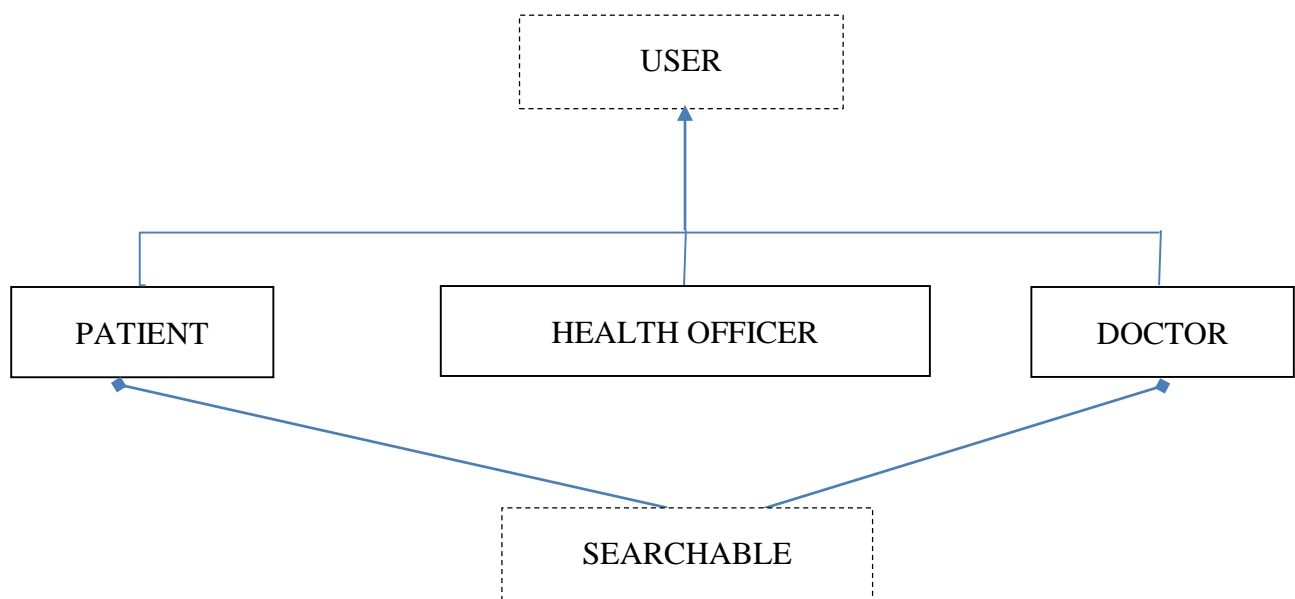 USER
PATIENT
HEALTH OFFICER
DOCTOR
SEARCHABLE